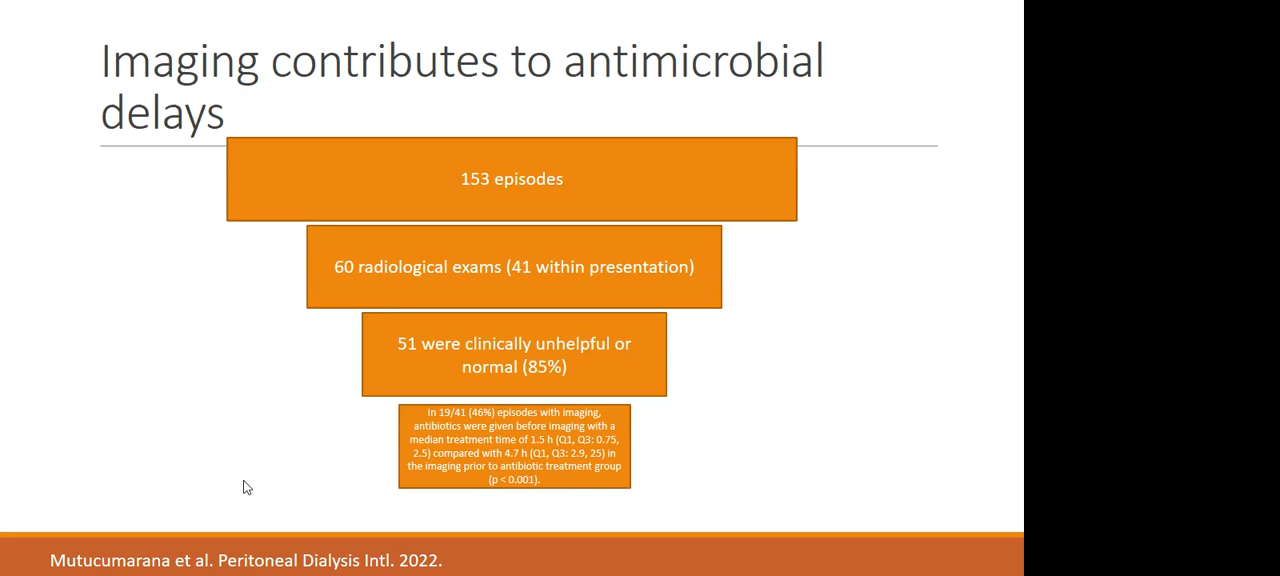 Imaging contributes to antimicrobial
delays
153 episodes
60 radiological exams (41 within presentation)
51 were clinically unhelpful or
normal (85%)
In 19/41 (46%) episodes with imaging,
antibiotics were given before imaging with a
median treatment time of 1.5 h (Q1, Q3: 0.75,
2.5) compared with 4.7 h (Q1, Q3: 2.9, 25) in
the imaging prior to antibiotic treatment group
(p < 0.001).
Mutucumarana et al. Peritoneal Dialysis Intl. 2022.